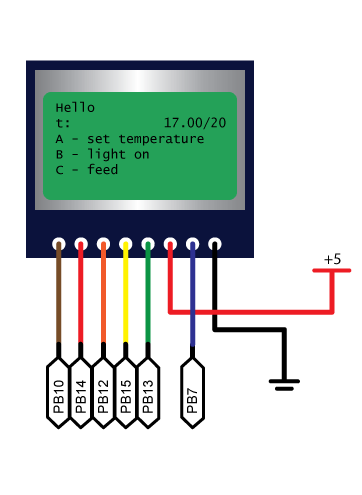 Hello
t: 17.00/20
A - set temperature
B - light on
C - feed
+5
PB10
PB14
PB12
PB15
PB13
PB7